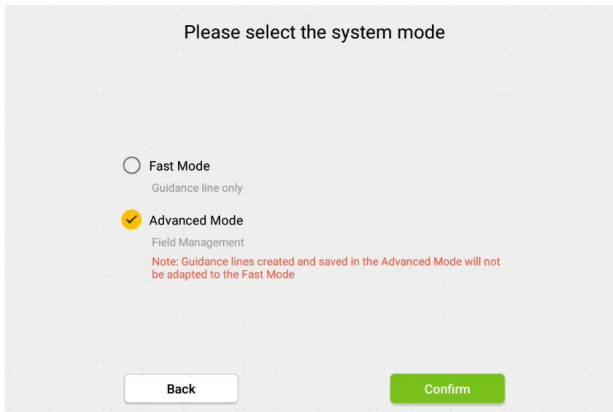 Please select the system mode
Fast Mode
Guidance line only
Advanced Mode
Field Management
Note: Guidance lines created and saved in the Advanced Mode will not
be adapted to the Fast Mode
Back
Confirm